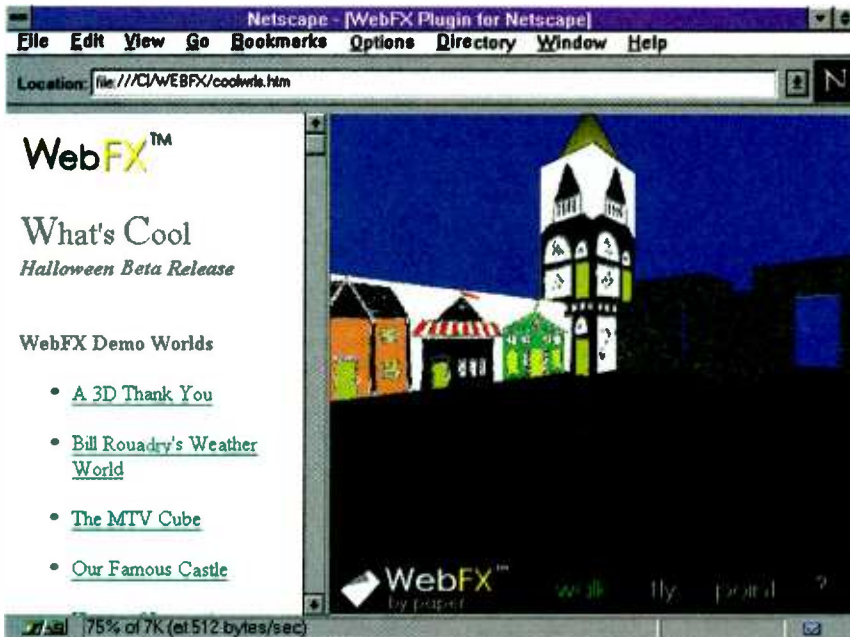 Netscape - [WebFX Plugin for Netscape]
File Edit View Go Bookmarks Options Directory Window Help
Location: file:///C|/WEBFX/coolwrls.htm
N
WebFX™
What's Cool
Halloween Beta Release
WebFX Demo Worlds
• A 3D Thank You
• Bill Rouady's Weather
World
• The MTV Cube
• Our Famous Castle
WebFX™
by paper
walk fly point ?
75% of 7K (at 512 bytes/sec)